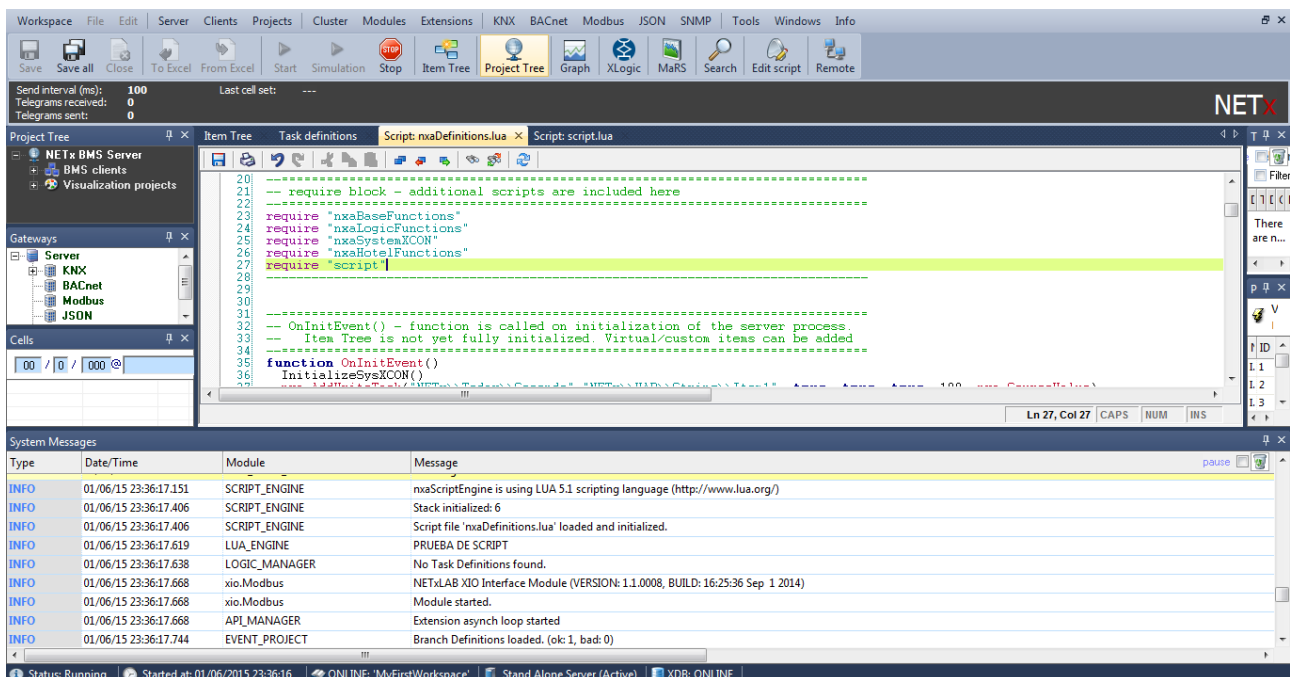 Workspace File Edit Server Clients Projects Cluster Modules Extensions KNX BACnet Modbus JSON SNMP Tools Windows Info
Save Save all Close To Excel From Excel Start Simulation Stop Item Tree Project Tree Graph XLogic MaRS Search Edit script Remote
STOP
Send interval (ms): 100 Last cell set: ---
Telegrams received: 0
Telegrams sent: 0
NETx
Project Tree
NETx BMS Server
BMS clients
Visualization projects
Gateways
Server
KNX
BACnet
Modbus
JSON
Cells
00 / 0 / 000 @
Item Tree Task definitions Script: nxaDefinitions.lua Script: script.lua
20 --==============================================================================
21 -- require block - additional scripts are included here
22 --==============================================================================
23 require "nxaBaseFunctions"
24 require "nxaLogicFunctions"
25 require "nxaSystemXCON"
26 require "nxaHotelFunctions"
27 require "script"
28 --------------------------------------------------------------------------------
29
30
31 --==============================================================================
32 -- OnInitEvent() - function is called on initialization of the server process.
33 -- Item Tree is not yet fully initialized. Virtual/custom items can be added
34 --==============================================================================
35 function OnInitEvent()
36 InitializeSysXCON()
Ln 27, Col 27 CAPS NUM INS
Filter
There
are n...
ID
1
2
3
System Messages
Type Date/Time Module Message pause
INFO 01/06/15 23:36:17.151 SCRIPT_ENGINE nxaScriptEngine is using LUA 5.1 scripting language (http://www.lua.org/)
INFO 01/06/15 23:36:17.406 SCRIPT_ENGINE Stack initialized: 6
INFO 01/06/15 23:36:17.406 SCRIPT_ENGINE Script file 'nxaDefinitions.lua' loaded and initialized.
INFO 01/06/15 23:36:17.619 LUA_ENGINE PRUEBA DE SCRIPT
INFO 01/06/15 23:36:17.638 LOGIC_MANAGER No Task Definitions found.
INFO 01/06/15 23:36:17.668 xio.Modbus NETxLAB XIO Interface Module (VERSION: 1.1.0008, BUILD: 16:25:36 Sep 1 2014)
INFO 01/06/15 23:36:17.668 xio.Modbus Module started.
INFO 01/06/15 23:36:17.668 API_MANAGER Extension asynch loop started
INFO 01/06/15 23:36:17.744 EVENT_PROJECT Branch Definitions loaded. (ok: 1, bad: 0)
Status: Running Started at: 01/06/2015 23:36:16 ONLINE: 'MyFirstWorkspace' Stand Alone Server (Active) XDB: ONLINE